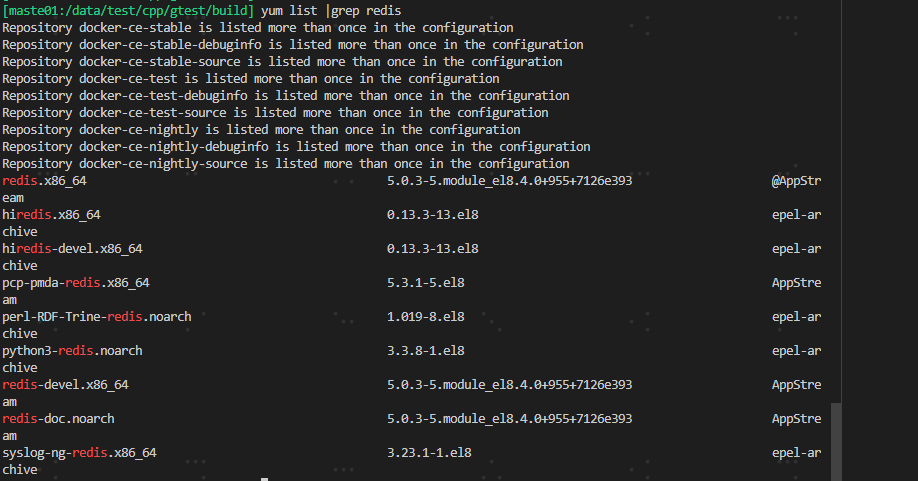 [maste01:/data/test/cpp/gtest/build] yum list |grep redis
Repository docker-ce-stable is listed more than once in the configuration
Repository docker-ce-stable-debuginfo is listed more than once in the configuration
Repository docker-ce-stable-source is listed more than once in the configuration
Repository docker-ce-test is listed more than once in the configuration
Repository docker-ce-test-debuginfo is listed more than once in the configuration
Repository docker-ce-test-source is listed more than once in the configuration
Repository docker-ce-nightly is listed more than once in the configuration
Repository docker-ce-nightly-debuginfo is listed more than once in the configuration
Repository docker-ce-nightly-source is listed more than once in the configuration
redis.x86_64 5.0.3-5.module_el8.4.0+955+7126e393 @AppStr
eam
hiredis.x86_64 0.13.3-13.el8 epel-ar
chive
hiredis-devel.x86_64 0.13.3-13.el8 epel-ar
chive
pcp-pmda-redis.x86_64 5.3.1-5.el8 AppStre
am
perl-RDF-Trine-redis.noarch 1.019-8.el8 epel-ar
chive
python3-redis.noarch 3.3.8-1.el8 epel-ar
chive
redis-devel.x86_64 5.0.3-5.module_el8.4.0+955+7126e393 AppStre
am
redis-doc.noarch 5.0.3-5.module_el8.4.0+955+7126e393 AppStre
am
syslog-ng-redis.x86_64 3.23.1-1.el8 epel-ar
chive